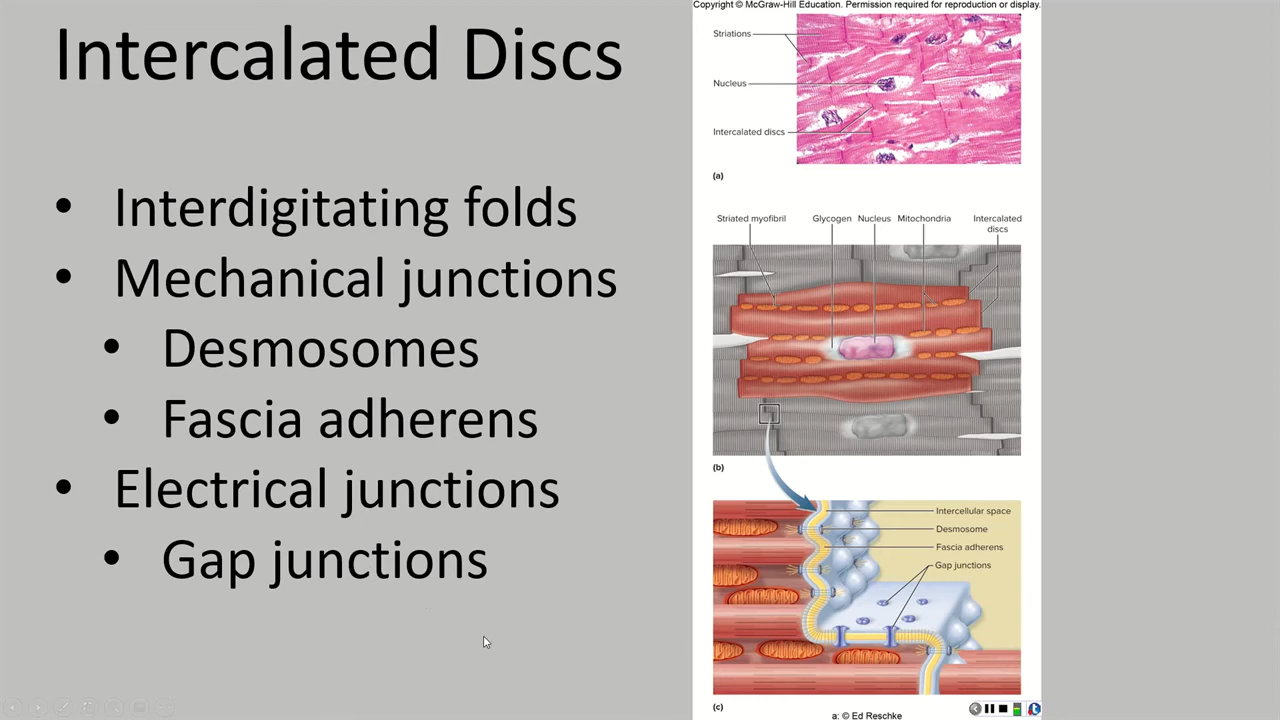 Intercalated Discs
• Interdigitating folds
• Mechanical junctions
• Desmosomes
• Fascia adherens
• Electrical junctions
• Gap junctions
Copyright © McGraw-Hill Education. Permission required for reproduction or display.
Striations
Nucleus
Intercalated discs
(a)
Striated myofibril
Glycogen
Nucleus
Mitochondria
Intercalated
discs
(b)
Intercellular space
Desmosome
Fascia adherens
Gap junctions
(c)
a: © Ed Reschke